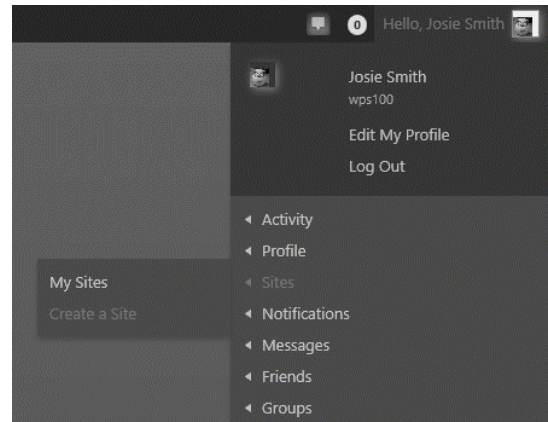 0 Hello, Josie Smith
Josie Smith
wps100
Edit My Profile
Log Out
Activity
Profile
Sites
My Sites
Create a Site
Notifications
Messages
Friends
Groups